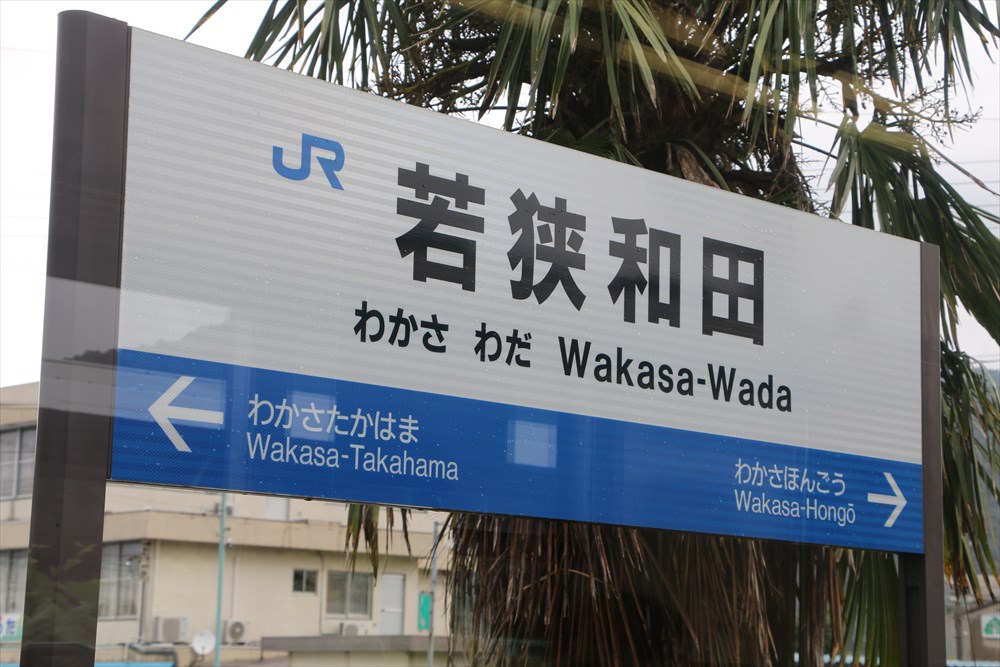 JR
若狭和田
わかさ わだ Wakasa-Wada
わかさたかはま
Wakasa-Takahama
わかさほんごう
Wakasa-Hongō